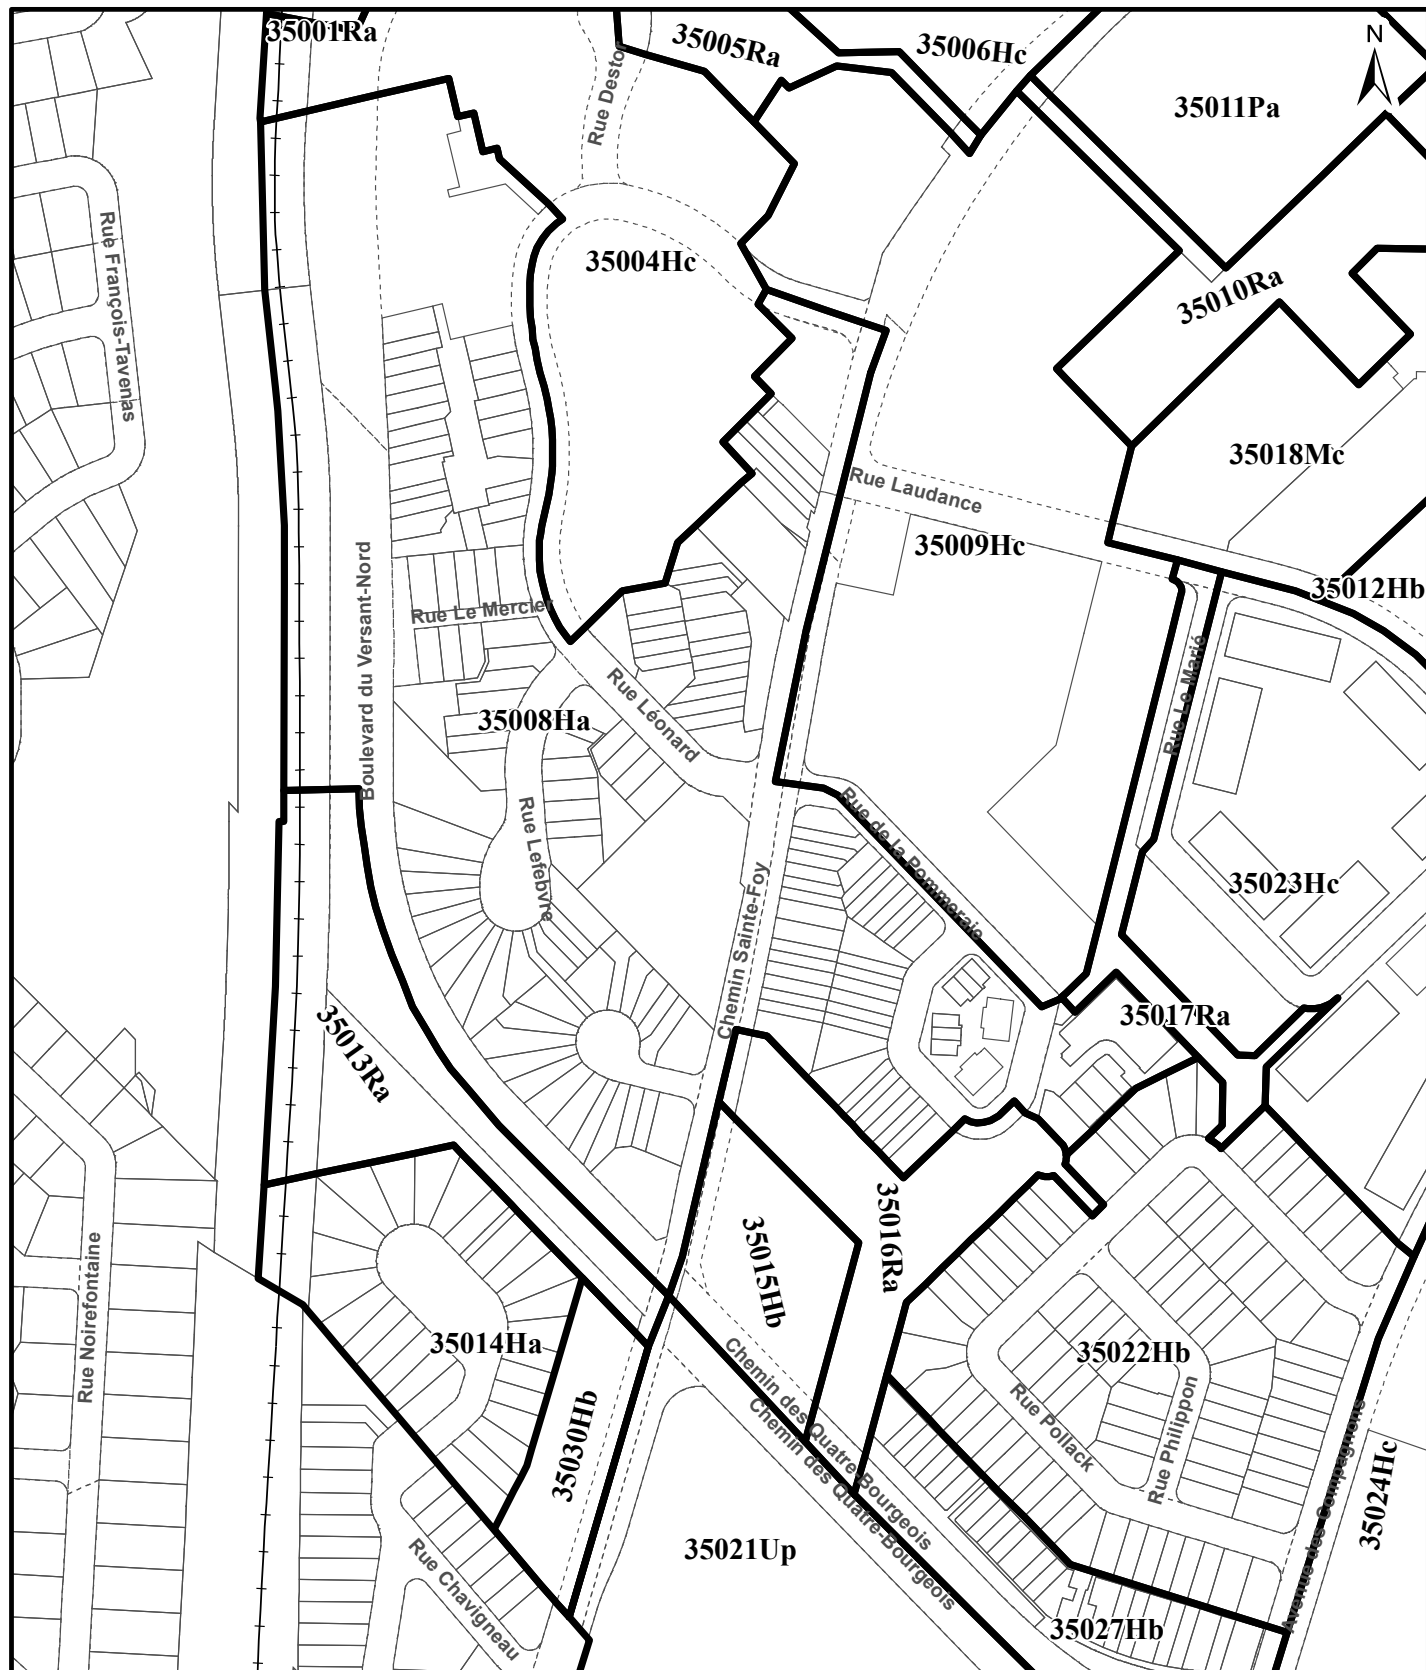 35001Ra
35005Ra
35006Hc
N
35011Pa
Rue Destor
Rue François-Tavenas
35004Hc
35010Ra
35018Mc
Rue Laudance
35009Hc
35012Hb
Boulevard du Versant-Nord
Rue Le Mercier
Rue Le Marié
35008Ha
Rue Léonard
Rue Lefebvre
Rue de la Pommeraie
35023Hc
Chemin Sainte-Foy
35013Ra
35017Ra
35016Ra
35015Hb
Rue Noirefontaine
35014Ha
35022Hb
Chemin des Quatre-Bourgeois
Chemin des Quatre-Bourgeois
Rue Pollack
Rue Philippon
35030Hb
Avenue des Compagnons
35024Hc
35021Up
Rue Chavigneau
35027Hb